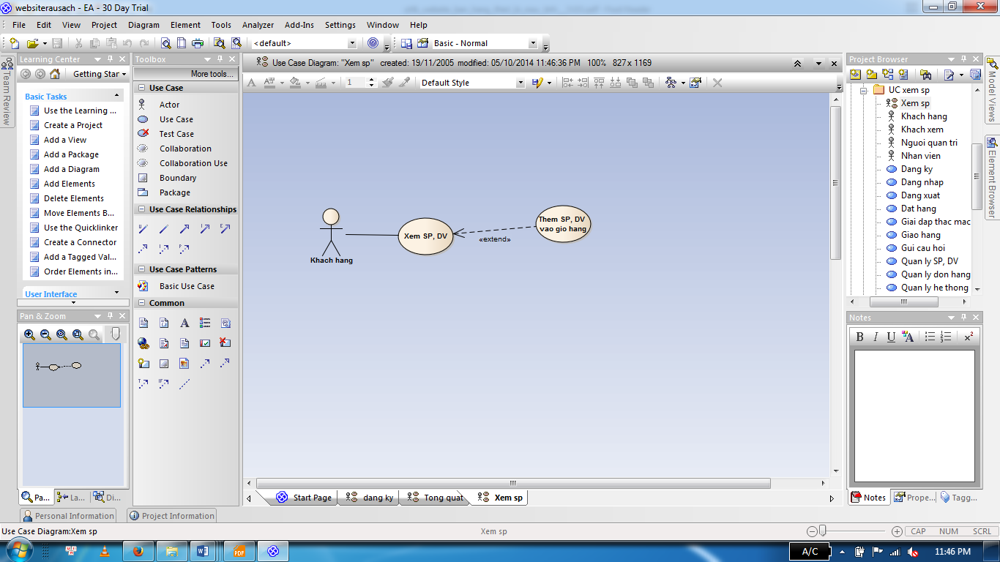 websiterausach - EA - 30 Day Trial
File Edit View Project Diagram Element Tools Analyzer Add-Ins Settings Window Help
<default> Basic - Normal
Team Review
Learning Center
Getting Star
Basic Tasks
Use the Learning ...
Create a Project
Add a View
Add a Package
Add a Diagram
Add Elements
Delete Elements
Move Elements B...
Use the Quicklinker
Create a Connector
Add a Tagged Val...
Order Elements in...
User Interface
Pan & Zoom
Pa... La... Di...
Toolbox
More tools...
Use Case
Actor
Use Case
Test Case
Collaboration
Collaboration Use
Boundary
Package
Use Case Relationships
Use Case Patterns
Basic Use Case
Common
Use Case Diagram: "Xem sp" created: 19/11/2005 modified: 05/10/2014 11:46:36 PM 100% 827 x 1169
1 Default Style
Khach hang
Xem SP, DV
«extend»
Them SP, DV
vao gio hang
Start Page dang ky Tong quat Xem sp
Project Browser
UC xem sp
Xem sp
Khach hang
Khach xem
Nguoi quan tri
Nhan vien
Dang ky
Dang nhap
Dang xuat
Dat hang
Giai dap thac mac
Giao hang
Gui cau hoi
Quan ly SP, DV
Quan ly don hang
Quan ly he thong
Notes
B I U A x²
Notes Prope... Tagg...
Model Views
Element Browser
Personal Information Project Information
Use Case Diagram:Xem sp Xem sp CAP NUM SCRL
PDF
A/C 11:46 PM